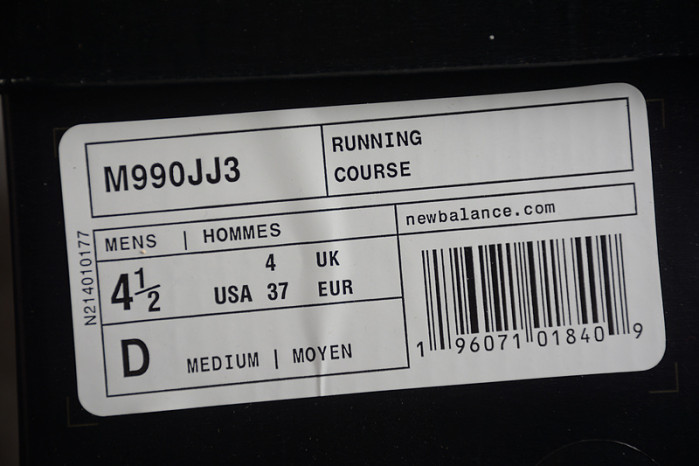 M990JJ3
RUNNING
COURSE
newbalance.com
MENS | HOMMES
4 1/2
4 UK
USA 37 EUR
D
MEDIUM | MOYEN
1 96071 01840 9
N214010177